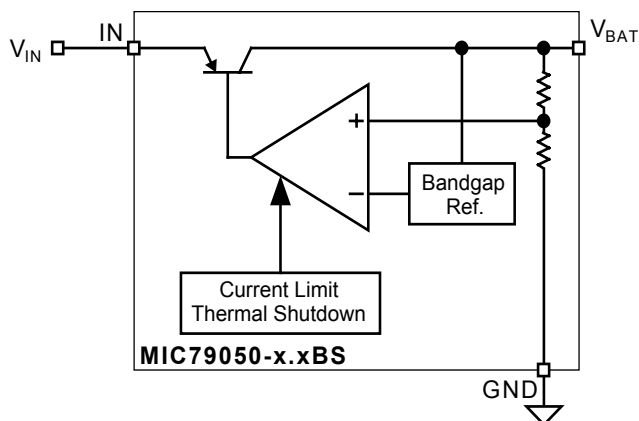 IN
V_IN
V_BAT
+
−
Bandgap
Ref.
Current Limit
Thermal Shutdown
MIC79050-x.xBS
GND